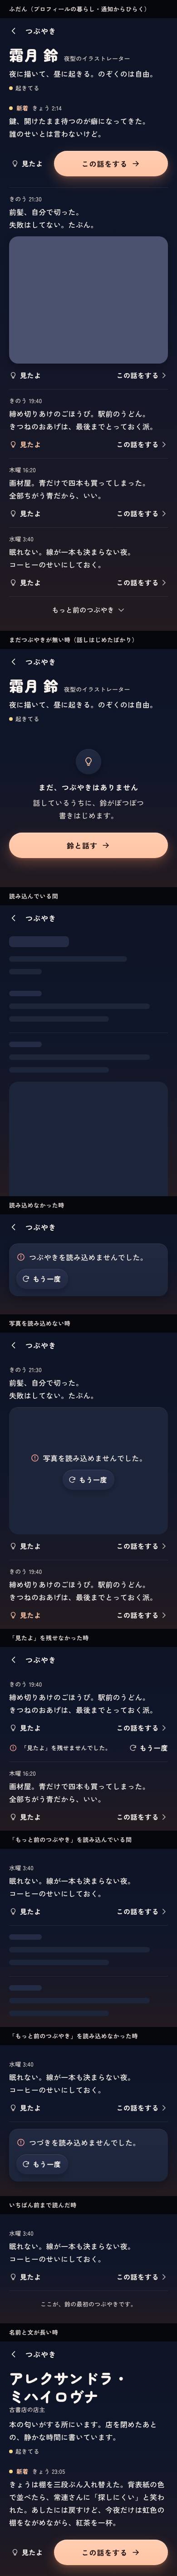 ふだん（プロフィールの暮らし・通知からひらく）
つぶやき
霜月 鈴 夜型のイラストレーター
夜に描いて、昼に起きる。のぞくのは自由。
起きてる
新着 きょう 2:14
鍵、開けたまま待つのが癖になってきた。
誰のせいとは言わないけど。
見たよ この話をする →
きのう 21:30
前髪、自分で切った。
失敗はしてない。たぶん。
見たよ この話をする
きのう 19:40
締め切りあけのごほうび。駅前のうどん。
きつねのおあげは、最後までとっておく派。
見たよ この話をする
木曜 16:20
画材屋。青だけで四本も買ってしまった。
全部ちがう青だから、いい。
見たよ この話をする
水曜 3:40
眠れない。線が一本も決まらない夜。
コーヒーのせいにしておく。
見たよ この話をする
もっと前のつぶやき
まだつぶやきが無い時（話しはじめたばかり）
つぶやき
霜月 鈴 夜型のイラストレーター
夜に描いて、昼に起きる。のぞくのは自由。
起きてる
まだ、つぶやきはありません
話しているうちに、鈴がぽつぽつ
書きはじめます。
鈴と話す →
読み込んでいる間
つぶやき
読み込めなかった時
つぶやき
つぶやきを読み込めませんでした。
もう一度
写真を読み込めない時
つぶやき
きのう 21:30
前髪、自分で切った。
失敗はしてない。たぶん。
写真を読み込めませんでした。
もう一度
見たよ この話をする
きのう 19:40
締め切りあけのごほうび。駅前のうどん。
きつねのおあげは、最後までとっておく派。
見たよ この話をする
「見たよ」を残せなかった時
つぶやき
きのう 19:40
締め切りあけのごほうび。駅前のうどん。
きつねのおあげは、最後までとっておく派。
見たよ この話をする
「見たよ」を残せませんでした。 もう一度
木曜 16:20
画材屋。青だけで四本も買ってしまった。
全部ちがう青だから、いい。
見たよ この話をする
「もっと前のつぶやき」を読み込んでいる間
水曜 3:40
眠れない。線が一本も決まらない夜。
コーヒーのせいにしておく。
見たよ この話をする
「もっと前のつぶやき」を読み込めなかった時
水曜 3:40
眠れない。線が一本も決まらない夜。
コーヒーのせいにしておく。
見たよ この話をする
つづきを読み込めませんでした。
もう一度
いちばん前まで読んだ時
水曜 3:40
眠れない。線が一本も決まらない夜。
コーヒーのせいにしておく。
見たよ この話をする
ここが、鈴の最初のつぶやきです。
名前と文が長い時
つぶやき
アレクサンドラ・
ミハイロヴナ
古書店の店主
本の匂いがする所にいます。店を閉めたあと
の、静かな時間に書いています。
起きてる
新着 きょう 23:05
きょうは棚を三段ぶん入れ替えた。背表紙の色
で並べたら、常連さんに「探しにくい」と笑わ
れた。あしたには戻すけど、今夜だけは虹色の
棚をながめながら、紅茶を一杯。
見たよ この話をする →